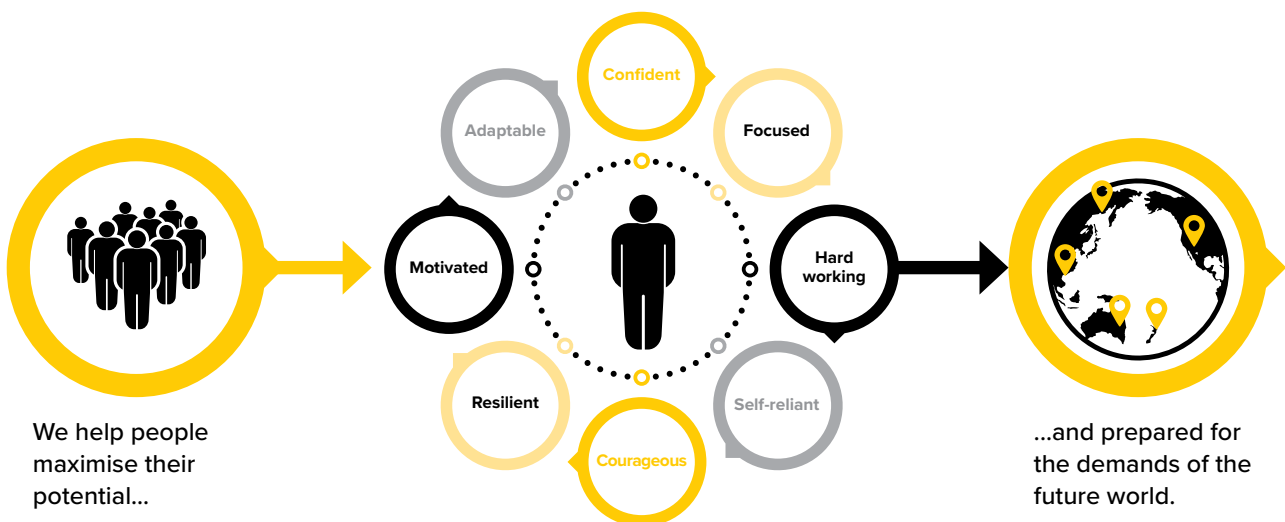 We help people
maximise their
potential...
Confident
Focused
Hard
working
Self-reliant
Courageous
Resilient
Motivated
Adaptable
...and prepared for
the demands of the
future world.